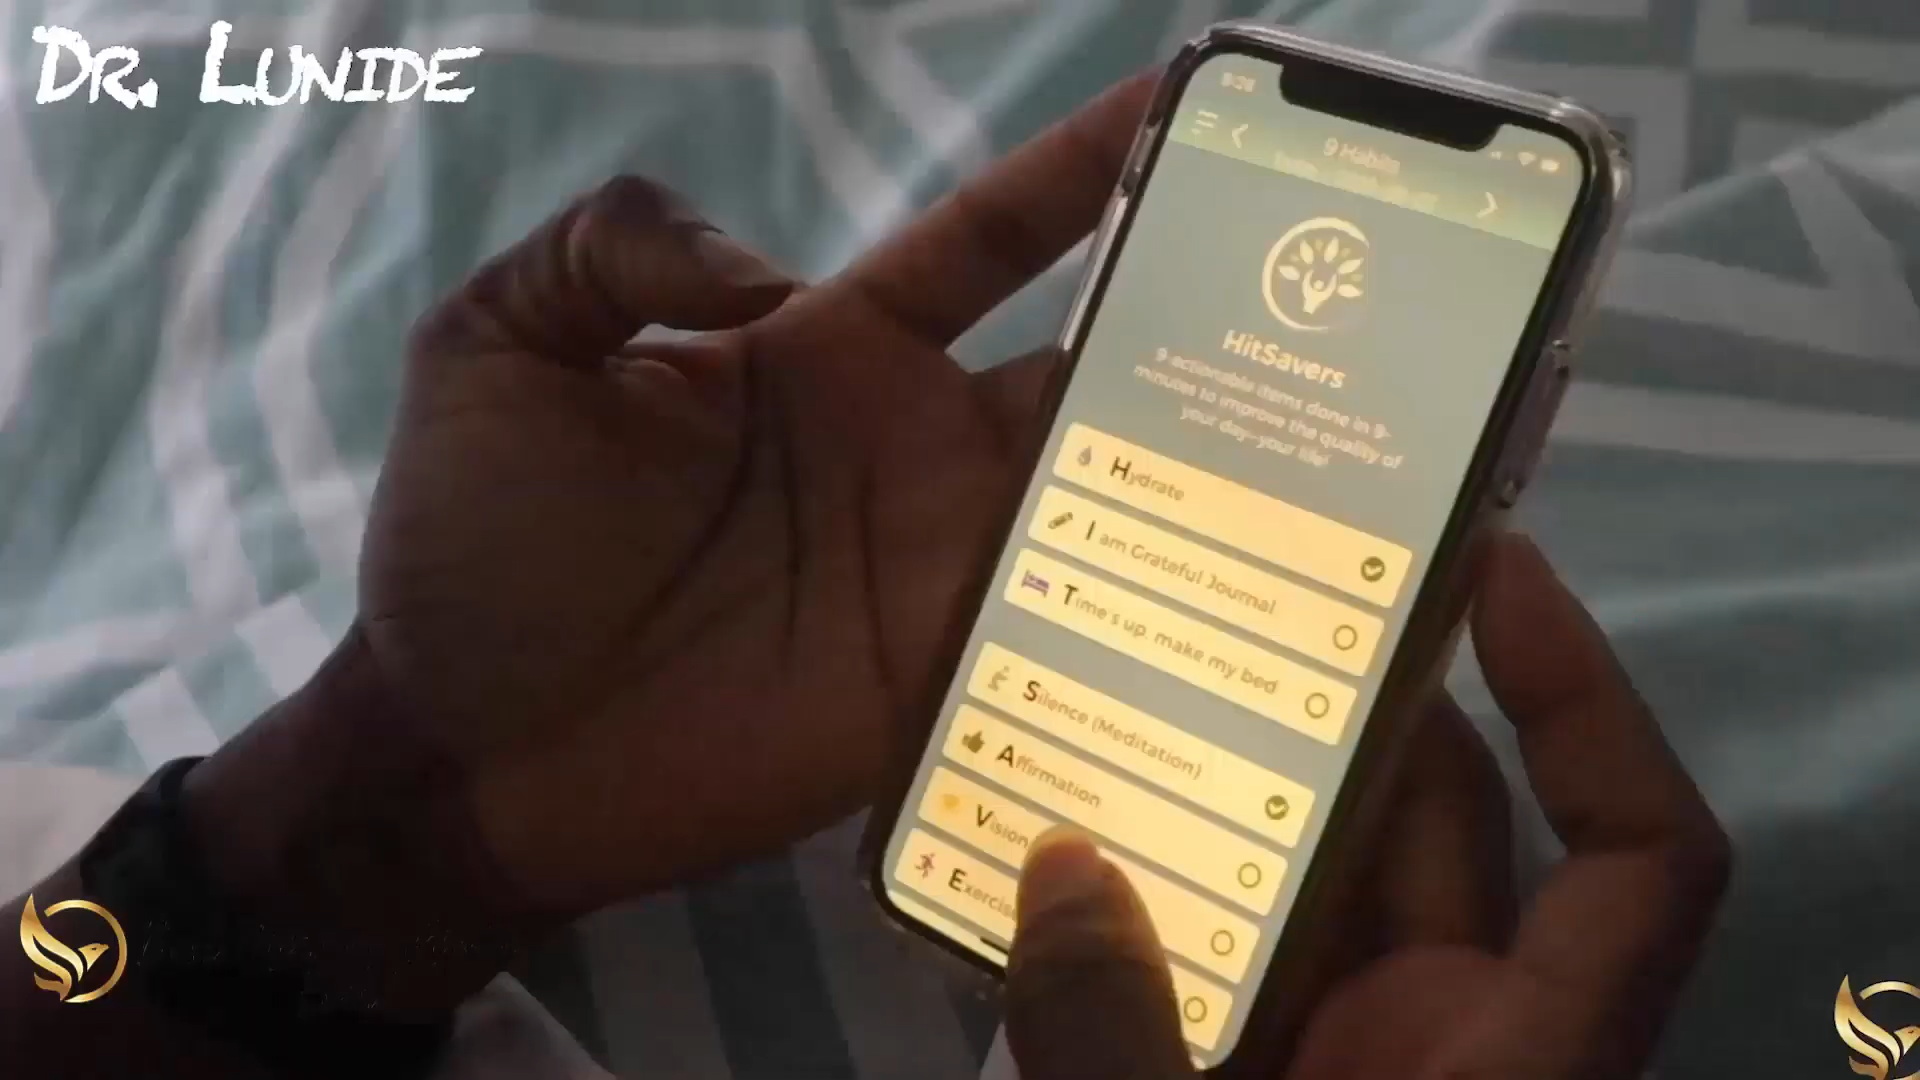 DR. LUNIDE
9 Habits
HitSavers
9 actionable items done in 9-
minutes to improve the quality of
your day--your life!
Hydrate
I am Grateful Journal
Time's up, make my bed
Silence (Meditation)
Affirmation
Vision
Exercise